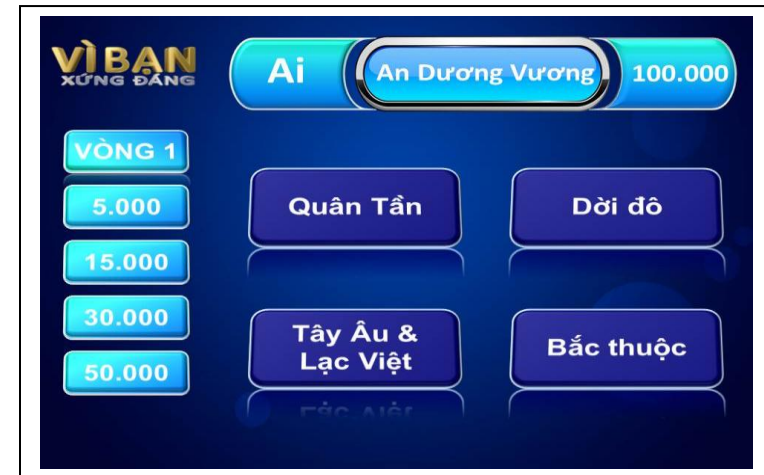 VÌ BẠN
XỨNG ĐÁNG
Ai
An Dương Vương
100.000
VÒNG 1
5.000
15.000
30.000
50.000
Quân Tần
Dời đô
Tây Âu &
Lạc Việt
Bắc thuộc